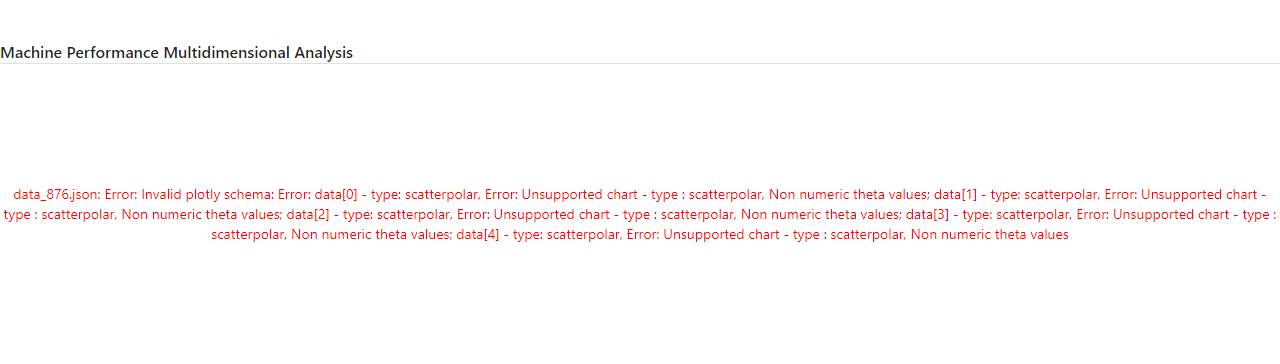 Machine Performance Multidimensional Analysis
data_876.json: Error: Invalid plotly schema: Error: data[0] - type: scatterpolar, Error: Unsupported chart - type : scatterpolar, Non numeric theta values; data[1] - type: scatterpolar, Error: Unsupported chart -
type : scatterpolar, Non numeric theta values; data[2] - type: scatterpolar, Error: Unsupported chart - type : scatterpolar, Non numeric theta values; data[3] - type: scatterpolar, Error: Unsupported chart - type :
scatterpolar, Non numeric theta values; data[4] - type: scatterpolar, Error: Unsupported chart - type : scatterpolar, Non numeric theta values